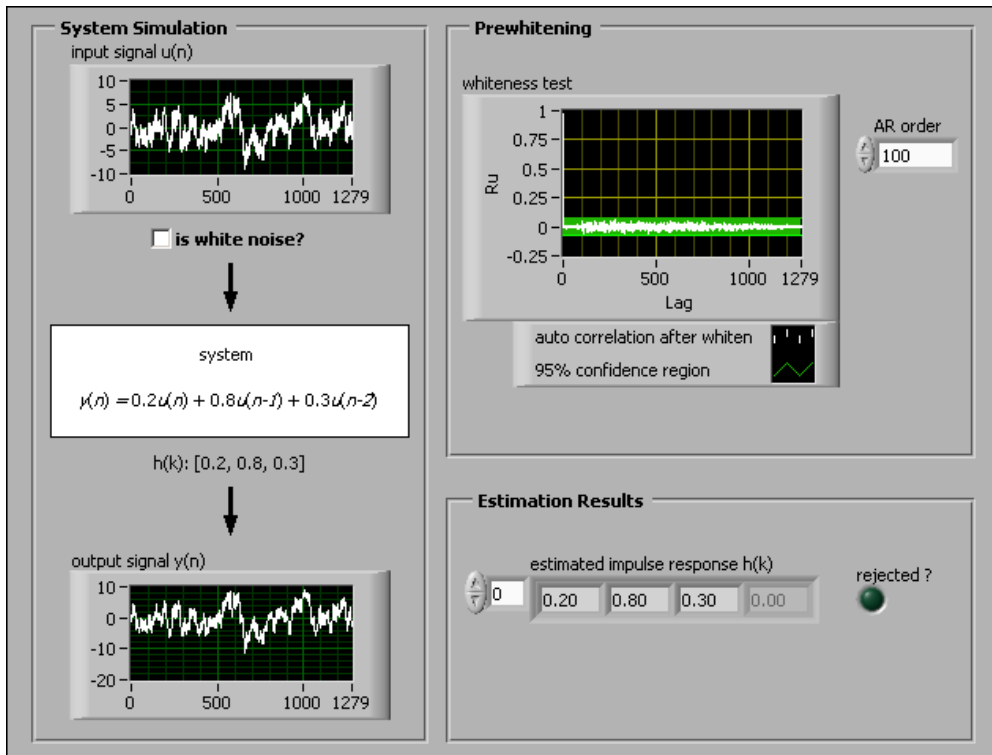 System Simulation
input signal u(n)
10
5
0
-5
-10
0 500 1000 1279
is white noise?
system
y(n) = 0.2u(n) + 0.8u(n-1) + 0.3u(n-2)
h(k): [0.2, 0.8, 0.3]
output signal y(n)
10
0
-10
-20
0 500 1000 1279
Prewhitening
whiteness test
Ru
1
0.75
0.5
0.25
0
-0.25
0 500 1000 1279
Lag
auto correlation after whiten
95% confidence region
AR order
100
Estimation Results
estimated impulse response h(k)
0 0.20 0.80 0.30 0.00
rejected ?